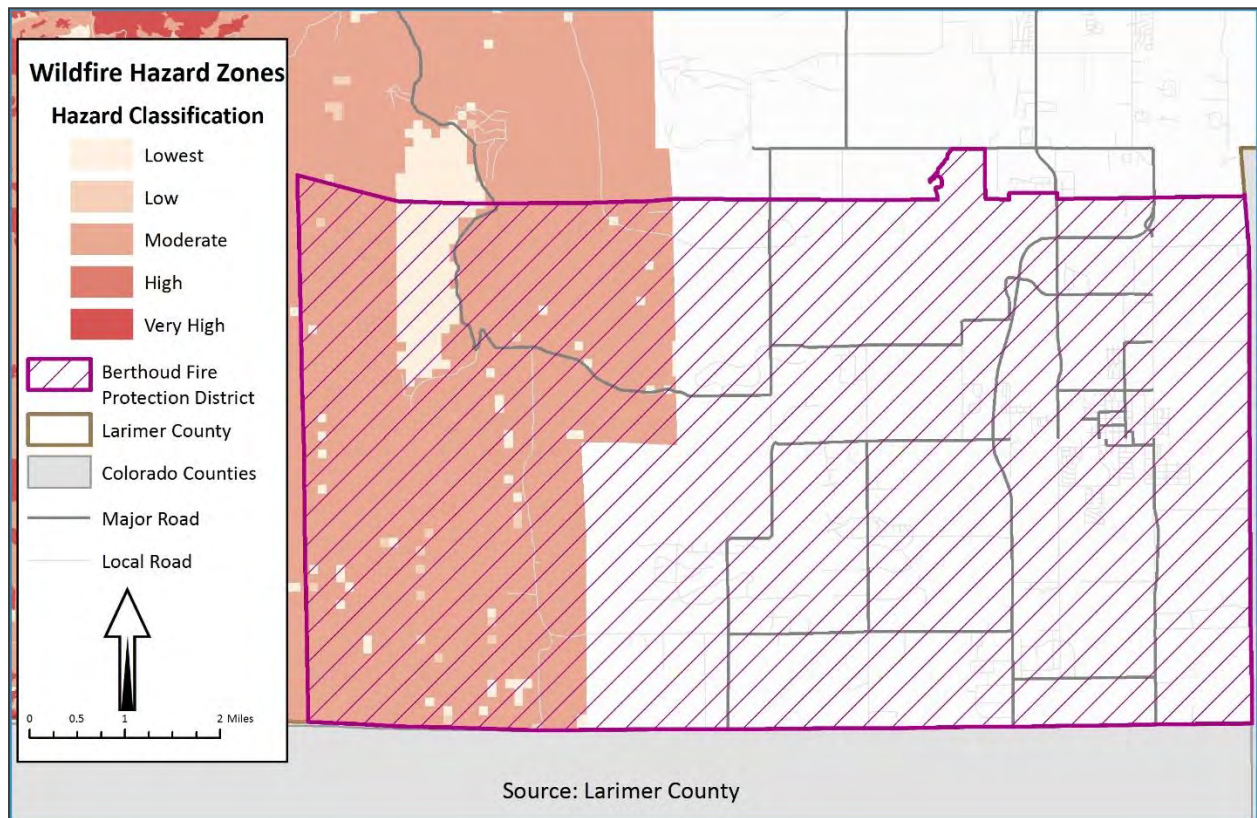 Wildfire Hazard Zones
Hazard Classification
Lowest
Low
Moderate
High
Very High
Berthoud Fire
Protection District
Larimer County
Colorado Counties
Major Road
Local Road
0 0.5 1 2 Miles
Source: Larimer County